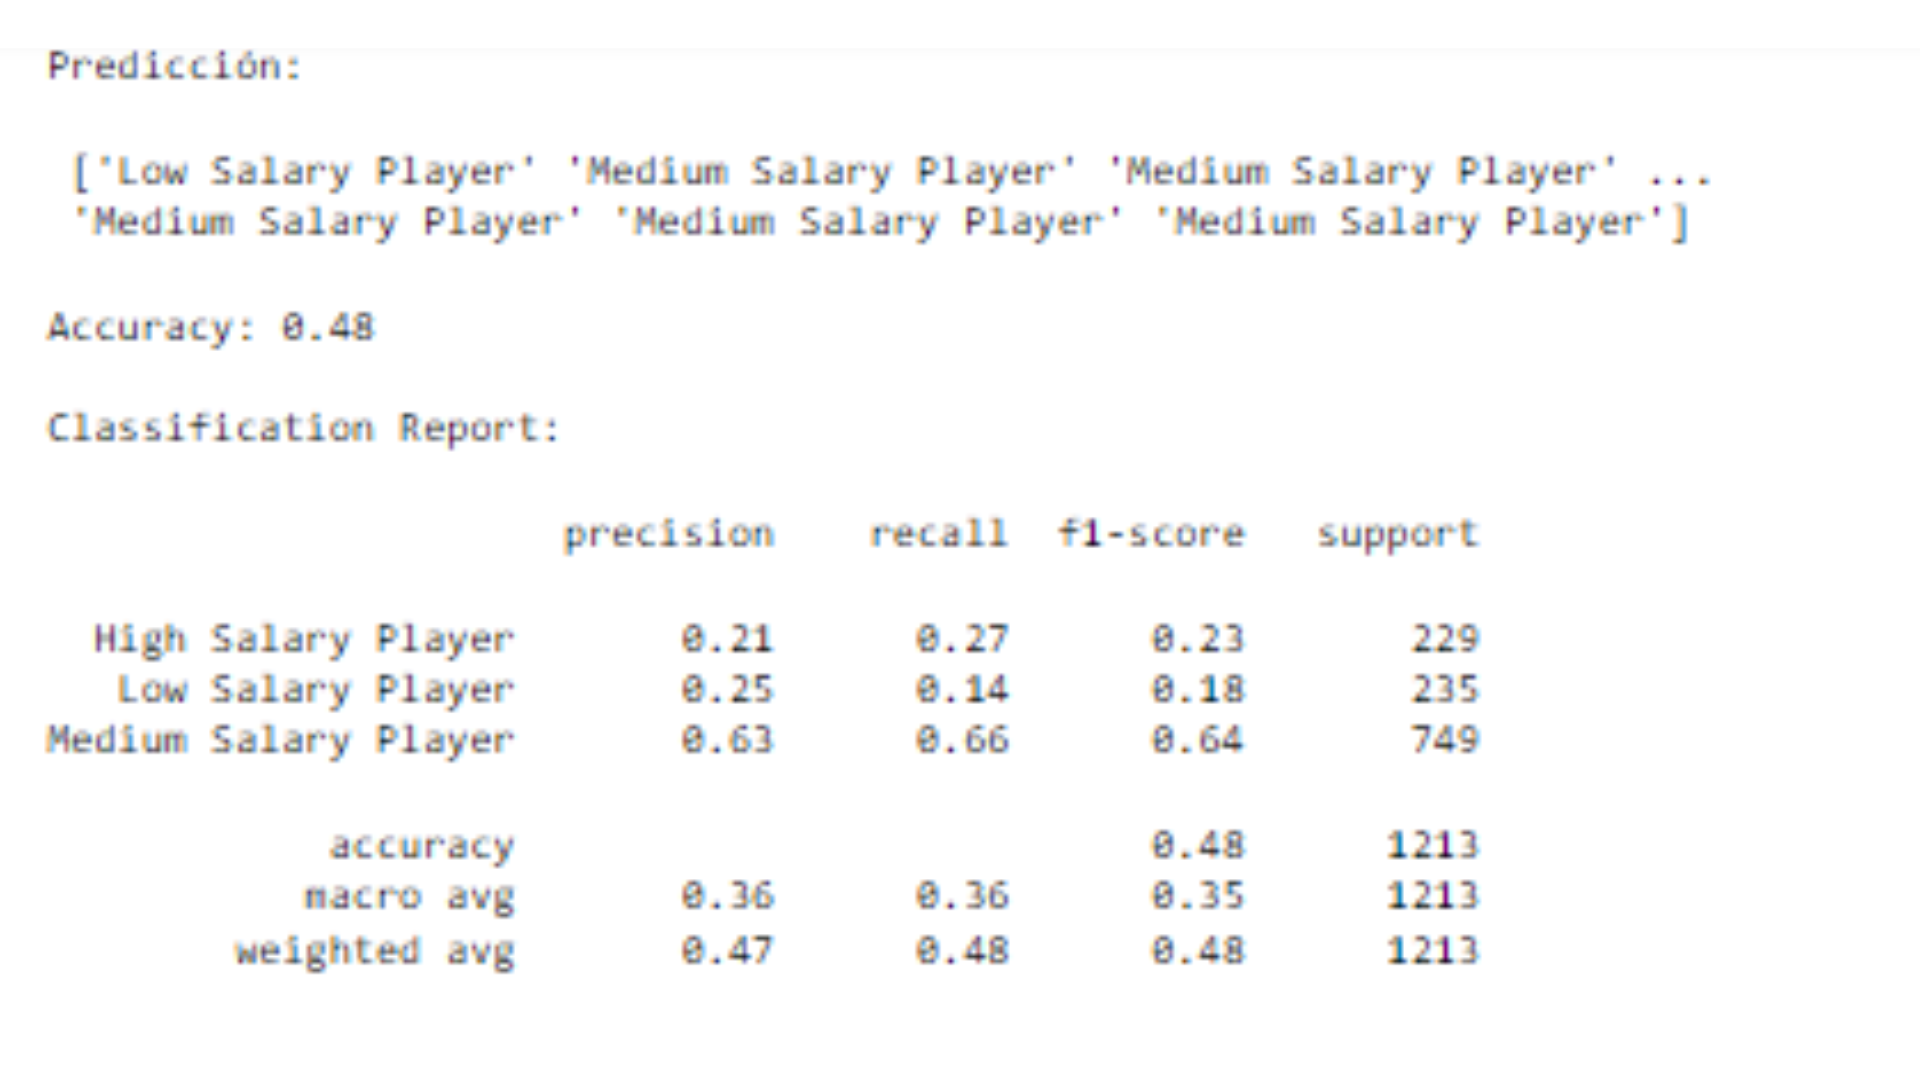 Predicción:
['Low Salary Player' 'Medium Salary Player' 'Medium Salary Player' ...
'Medium Salary Player' 'Medium Salary Player' 'Medium Salary Player']
Accuracy: 0.48
Classification Report:
precision recall f1-score support
High Salary Player 0.21 0.27 0.23 229
Low Salary Player 0.25 0.14 0.18 235
Medium Salary Player 0.63 0.66 0.64 749
accuracy 0.48 1213
macro avg 0.36 0.36 0.35 1213
weighted avg 0.47 0.48 0.48 1213